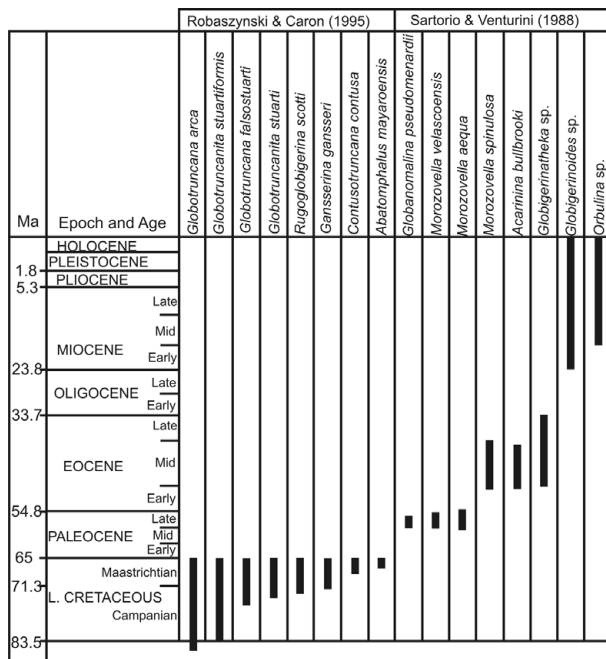 Robaszynski & Caron (1995)
Sartorio & Venturini (1988)
Ma
Epoch and Age
Globotruncana arca
Globotruncanita stuartiformis
Globotruncana falsostuarti
Globotruncanita stuarti
Rugoglobigerina scotti
Gansserina gansseri
Contusotruncana contusa
Abatomphalus mayaroensis
Globanomalina pseudomenardii
Morozovella velascoensis
Morozovella aequa
Morozovella spinulosa
Acarinina bullbrooki
Globigerinatheka sp.
Globigerinoides sp.
Orbulina sp.
HOLOCENE
PLEISTOCENE
1.8
PLIOCENE
5.3
Late
Mid
MIOCENE
Early
23.8
Late
OLIGOCENE
Early
33.7
Late
EOCENE
Mid
Early
54.8
Late
PALEOCENE
Mid
Early
65
Maastrichtian
71.3
L. CRETACEOUS
Campanian
83.5